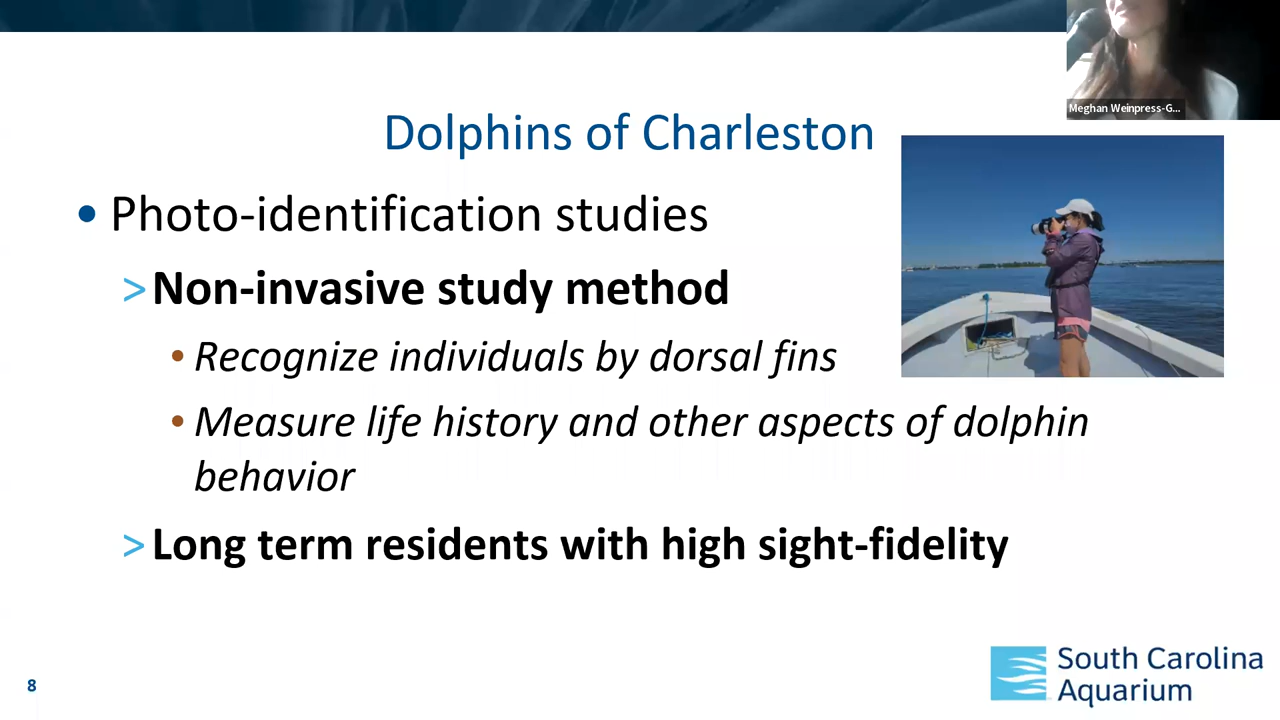 Meghan Weinpress-G...
Dolphins of Charleston
• Photo-identification studies
> Non-invasive study method
• Recognize individuals by dorsal fins
• Measure life history and other aspects of dolphin
behavior
> Long term residents with high sight-fidelity
8
South Carolina
Aquarium